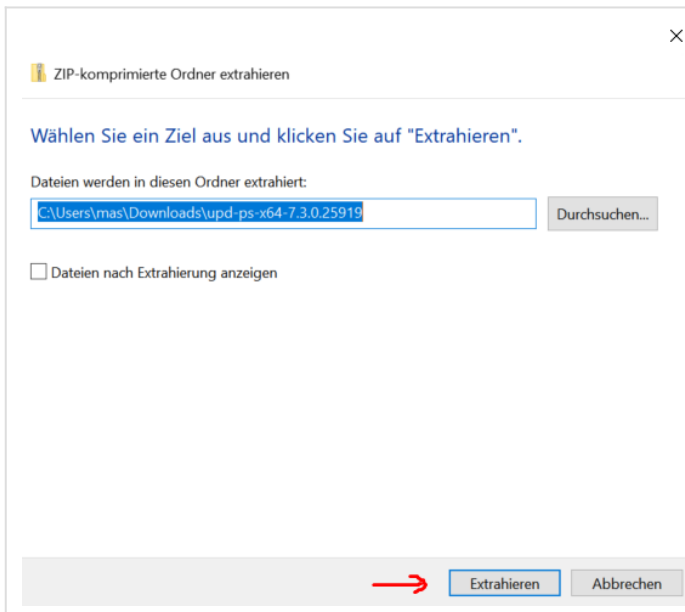 ZIP-komprimierte Ordner extrahieren
Wählen Sie ein Ziel aus und klicken Sie auf "Extrahieren".
Dateien werden in diesen Ordner extrahiert:
C:\Users\mas\Downloads\upd-ps-x64-7.3.0.25919
Durchsuchen...
Dateien nach Extrahierung anzeigen
Extrahieren
Abbrechen